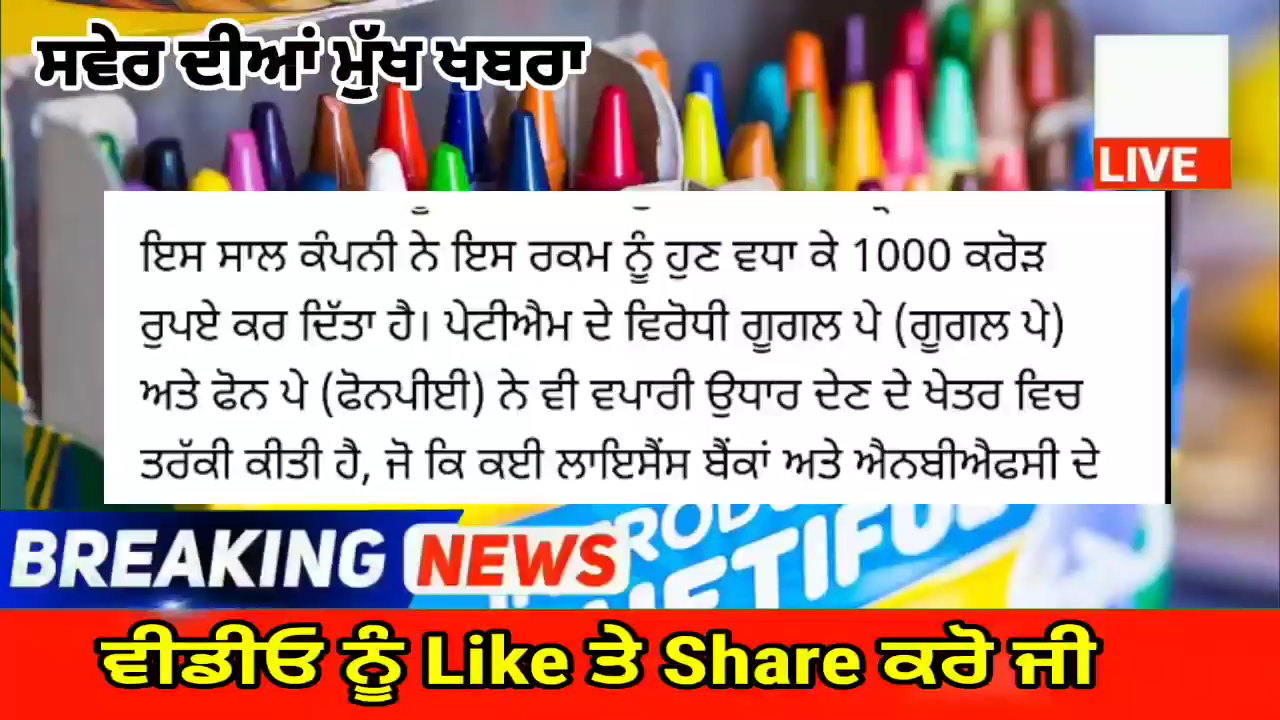 ਸਵੇਰ ਦੀਆਂ ਮੁੱਖ ਖਬਰਾ
LIVE
ਇਸ ਸਾਲ ਕੰਪਨੀ ਨੇ ਇਸ ਰਕਮ ਨੂੰ ਹੁਣ ਵਧਾ ਕੇ 1000 ਕਰੋੜ
ਰੁਪਏ ਕਰ ਦਿੱਤਾ ਹੈ। ਪੇਟੀਐਮ ਦੇ ਵਿਰੋਧੀ ਗੂਗਲ ਪੇ (ਗੂਗਲ ਪੇ)
ਅਤੇ ਫੋਨ ਪੇ (ਫੋਨਪੀਈ) ਨੇ ਵੀ ਵਪਾਰੀ ਉਧਾਰ ਦੇਣ ਦੇ ਖੇਤਰ ਵਿਚ
ਤਰੱਕੀ ਕੀਤੀ ਹੈ, ਜੋ ਕਿ ਕਈ ਲਾਇਸੈਂਸ ਬੈਂਕਾਂ ਅਤੇ ਐਨਬੀਐਫਸੀ ਦੇ
BREAKING NEWS
ਵੀਡੀਓ ਨੂੰ Like ਤੇ Share ਕਰੋ ਜੀ